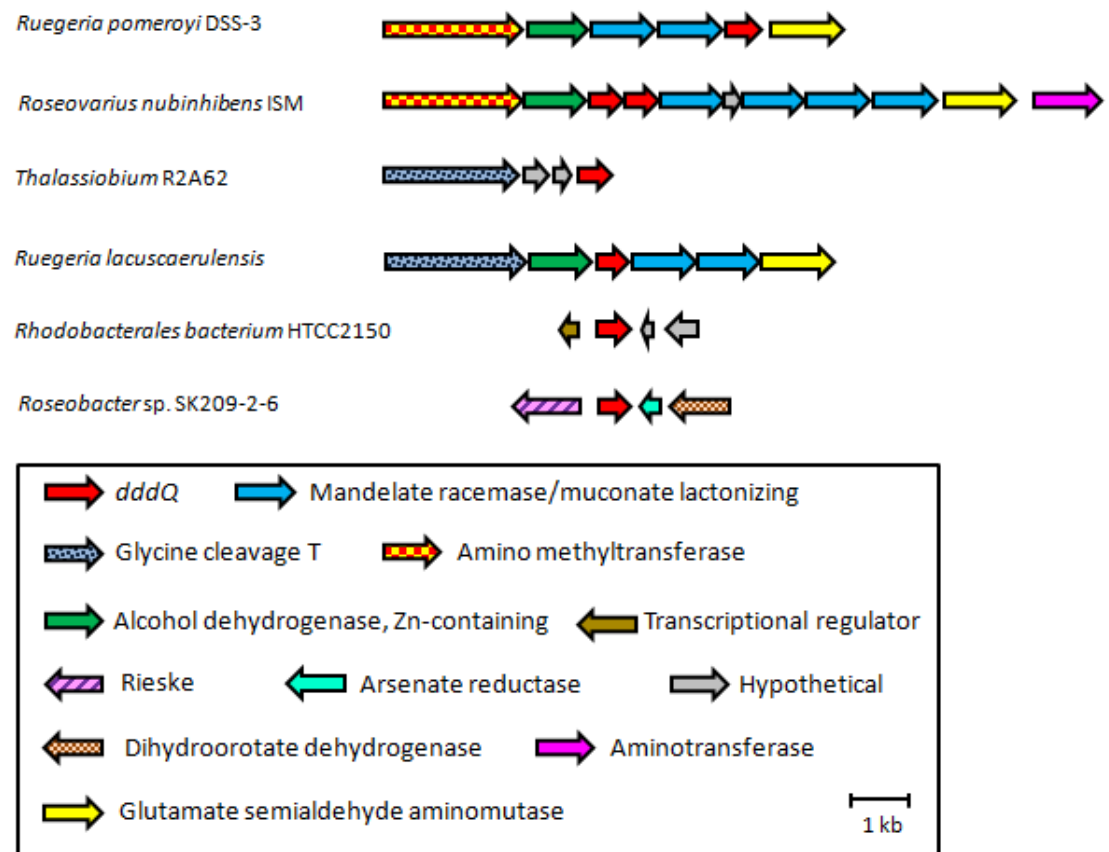 Ruegeria pomeroyi DSS-3
Roseovarius nubinhibens ISM
Thalassiobium R2A62
Ruegeria lacuscaerulensis
Rhodobacterales bacterium HTCC2150
Roseobacter sp. SK209-2-6
dddQ Mandelate racemase/muconate lactonizing
Glycine cleavage T Amino methyltransferase
Alcohol dehydrogenase, Zn-containing Transcriptional regulator
Rieske Arsenate reductase Hypothetical
Dihydroorotate dehydrogenase Aminotransferase
Glutamate semialdehyde aminomutase
1 kb